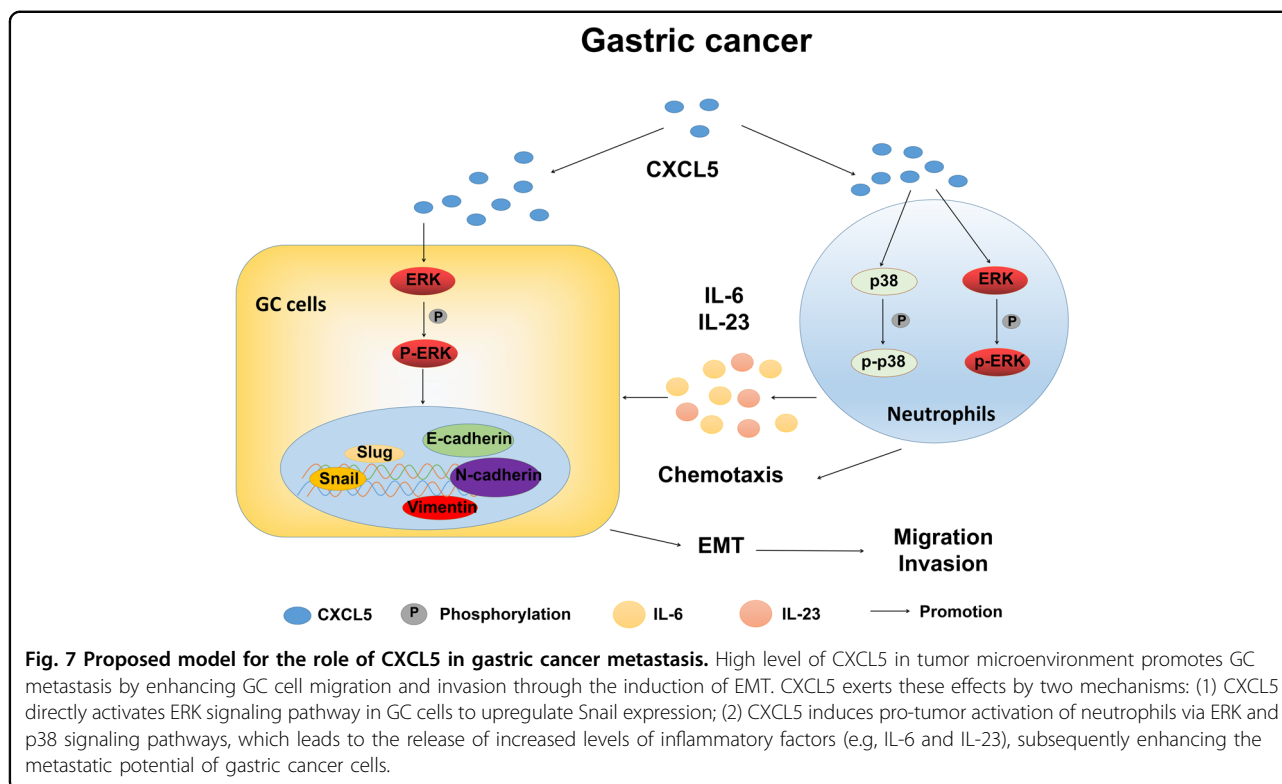 Gastric cancer
CXCL5
ERK
GC cells
P
P-ERK
Slug
E-cadherin
Snail
N-cadherin
Vimentin
IL-6
IL-23
p38
ERK
P
P
p-p38
p-ERK
Neutrophils
Chemotaxis
EMT
Migration
Invasion
CXCL5
P Phosphorylation
IL-6
IL-23
Promotion
Fig. 7 Proposed model for the role of CXCL5 in gastric cancer metastasis. High level of CXCL5 in tumor microenvironment promotes GC
metastasis by enhancing GC cell migration and invasion through the induction of EMT. CXCL5 exerts these effects by two mechanisms: (1) CXCL5
directly activates ERK signaling pathway in GC cells to upregulate Snail expression; (2) CXCL5 induces pro-tumor activation of neutrophils via ERK and
p38 signaling pathways, which leads to the release of increased levels of inflammatory factors (e.g, IL-6 and IL-23), subsequently enhancing the
metastatic potential of gastric cancer cells.